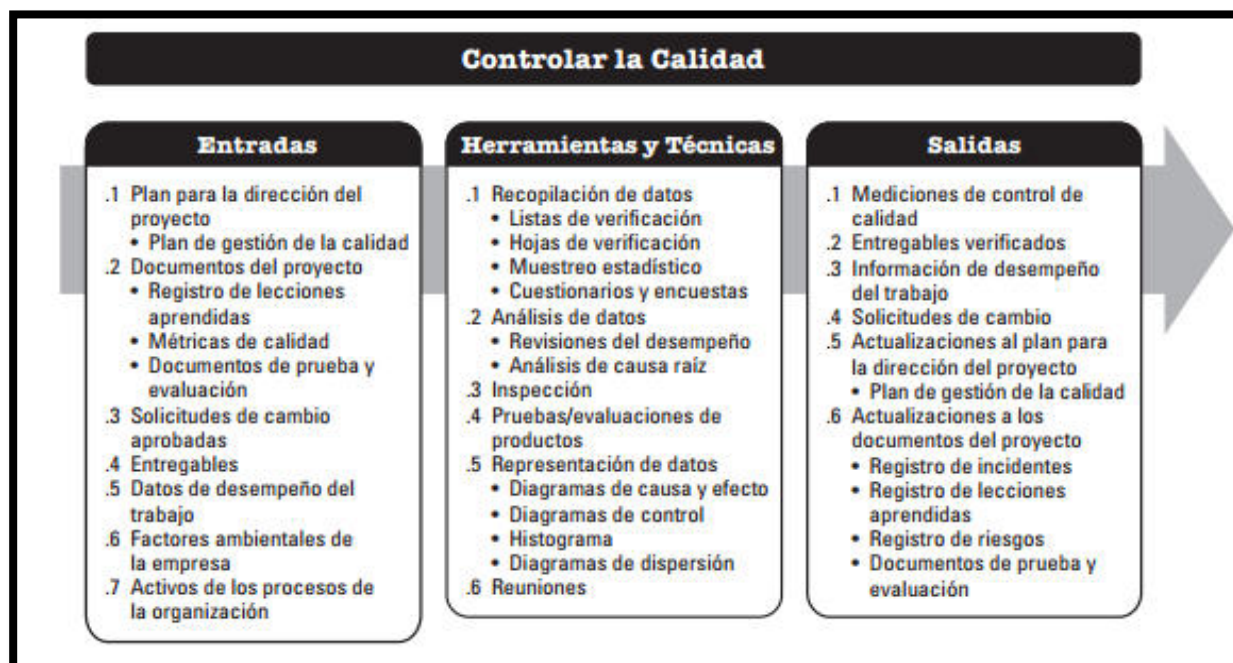 Controlar la Calidad
Entradas
.1 Plan para la dirección del
proyecto
• Plan de gestión de la calidad
.2 Documentos del proyecto
• Registro de lecciones
aprendidas
• Métricas de calidad
• Documentos de prueba y
evaluación
.3 Solicitudes de cambio
aprobadas
.4 Entregables
.5 Datos de desempeño del
trabajo
.6 Factores ambientales de
la empresa
.7 Activos de los procesos de
la organización
Herramientas y Técnicas
.1 Recopilación de datos
• Listas de verificación
• Hojas de verificación
• Muestreo estadístico
• Cuestionarios y encuestas
.2 Análisis de datos
• Revisiones del desempeño
• Análisis de causa raíz
.3 Inspección
.4 Pruebas/evaluaciones de
productos
.5 Representación de datos
• Diagramas de causa y efecto
• Diagramas de control
• Histograma
• Diagramas de dispersión
.6 Reuniones
Salidas
.1 Mediciones de control de
calidad
.2 Entregables verificados
.3 Información de desempeño
del trabajo
.4 Solicitudes de cambio
.5 Actualizaciones al plan para
la dirección del proyecto
• Plan de gestión de la calidad
.6 Actualizaciones a los
documentos del proyecto
• Registro de incidentes
• Registro de lecciones
aprendidas
• Registro de riesgos
• Documentos de prueba y
evaluación